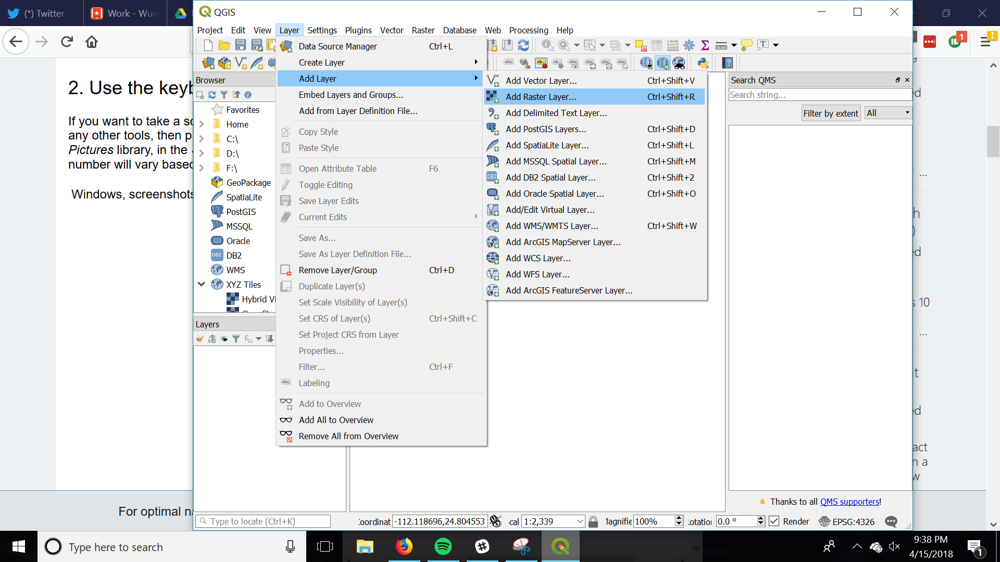 (*) Twitter
Work - Wun
QGIS
Project Edit View Layer Settings Plugins Vector Raster Database Web Processing Help
1
2. Use the keyb
If you want to take a sc
any other tools, then p
Pictures library, in the
number will vary based
Windows, screenshots
For optimal na
Browser
Favorites
Home
C:\
D:\
F:\
GeoPackage
SpatiaLite
PostGIS
MSSQL
Oracle
DB2
DB2
WMS
XYZ Tiles
Hybrid Vi
Layers
Data Source Manager Ctrl+L
Create Layer
Add Layer
Embed Layers and Groups...
Add from Layer Definition File...
Copy Style
Paste Style
Open Attribute Table F6
Toggle Editing
Save Layer Edits
Current Edits
Save As...
Save As Layer Definition File...
Remove Layer/Group Ctrl+D
Duplicate Layer(s)
Set Scale Visibility of Layer(s)
Set CRS of Layer(s) Ctrl+Shift+C
Set Project CRS from Layer
Properties...
Filter... Ctrl+F
abc Labeling
Add to Overview
Add All to Overview
Remove All from Overview
Add Vector Layer... Ctrl+Shift+V
Add Raster Layer... Ctrl+Shift+R
Add Delimited Text Layer...
Add PostGIS Layers... Ctrl+Shift+D
Add SpatiaLite Layer... Ctrl+Shift+L
Add MSSQL Spatial Layer... Ctrl+Shift+M
DB2 Add DB2 Spatial Layer... Ctrl+Shift+2
Add Oracle Spatial Layer... Ctrl+Shift+O
Add/Edit Virtual Layer...
Add WMS/WMTS Layer... Ctrl+Shift+W
Add ArcGIS MapServer Layer...
Add WCS Layer...
Add WFS Layer...
Add ArcGIS FeatureServer Layer...
Search QMS
Search string...
Filter by extent All
Thanks to all QMS supporters!
ed
...
h
)
ed
s 10
...
t
ed
act
n a
w
Type to locate (Ctrl+K)
Coordinat -112.118696,24.804553 cal 1:2,339 Magnifie 100% Rotation 0.0 ° Render EPSG:4326
Type here to search
9:38 PM
4/15/2018
1